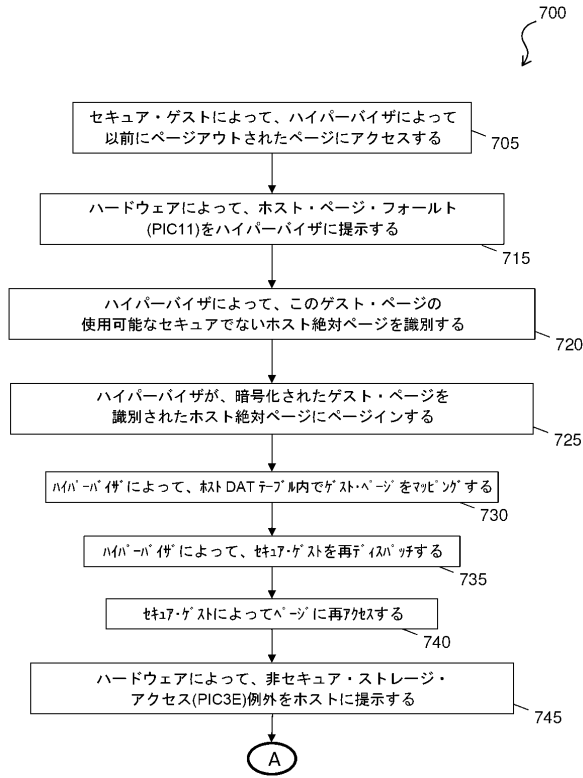 700
セキュア・ゲストによって、ハイパーバイザによって
以前にページアウトされたページにアクセスする
705
ハードウェアによって、ホスト・ページ・フォールト
(PIC11)をハイパーバイザに提示する
715
ハイパーバイザによって、このゲスト・ページの
使用可能なセキュアでないホスト絶対ページを識別する
720
ハイパーバイザが、暗号化されたゲスト・ページを
識別されたホスト絶対ページにページインする
725
ﾊｲﾊﾟｰﾊﾞｲｻﾞによって、ﾎｽﾄ DAT ﾃｰﾌﾞﾙ内でｹﾞｽﾄ・ﾍﾟｰｼﾞをﾏｯﾋﾟﾝｸﾞする
730
ﾊｲﾊﾟｰﾊﾞｲｻﾞによって、ｾｷｭｱ・ｹﾞｽﾄを再ﾃﾞｨｽﾊﾟｯﾁする
735
ｾｷｭｱ・ｹﾞｽﾄによってﾍﾟｰｼﾞに再ｱｸｾｽする
740
ハードウェアによって、非セキュア・ストレージ・
アクセス(PIC3E)例外をホストに提示する
745
A